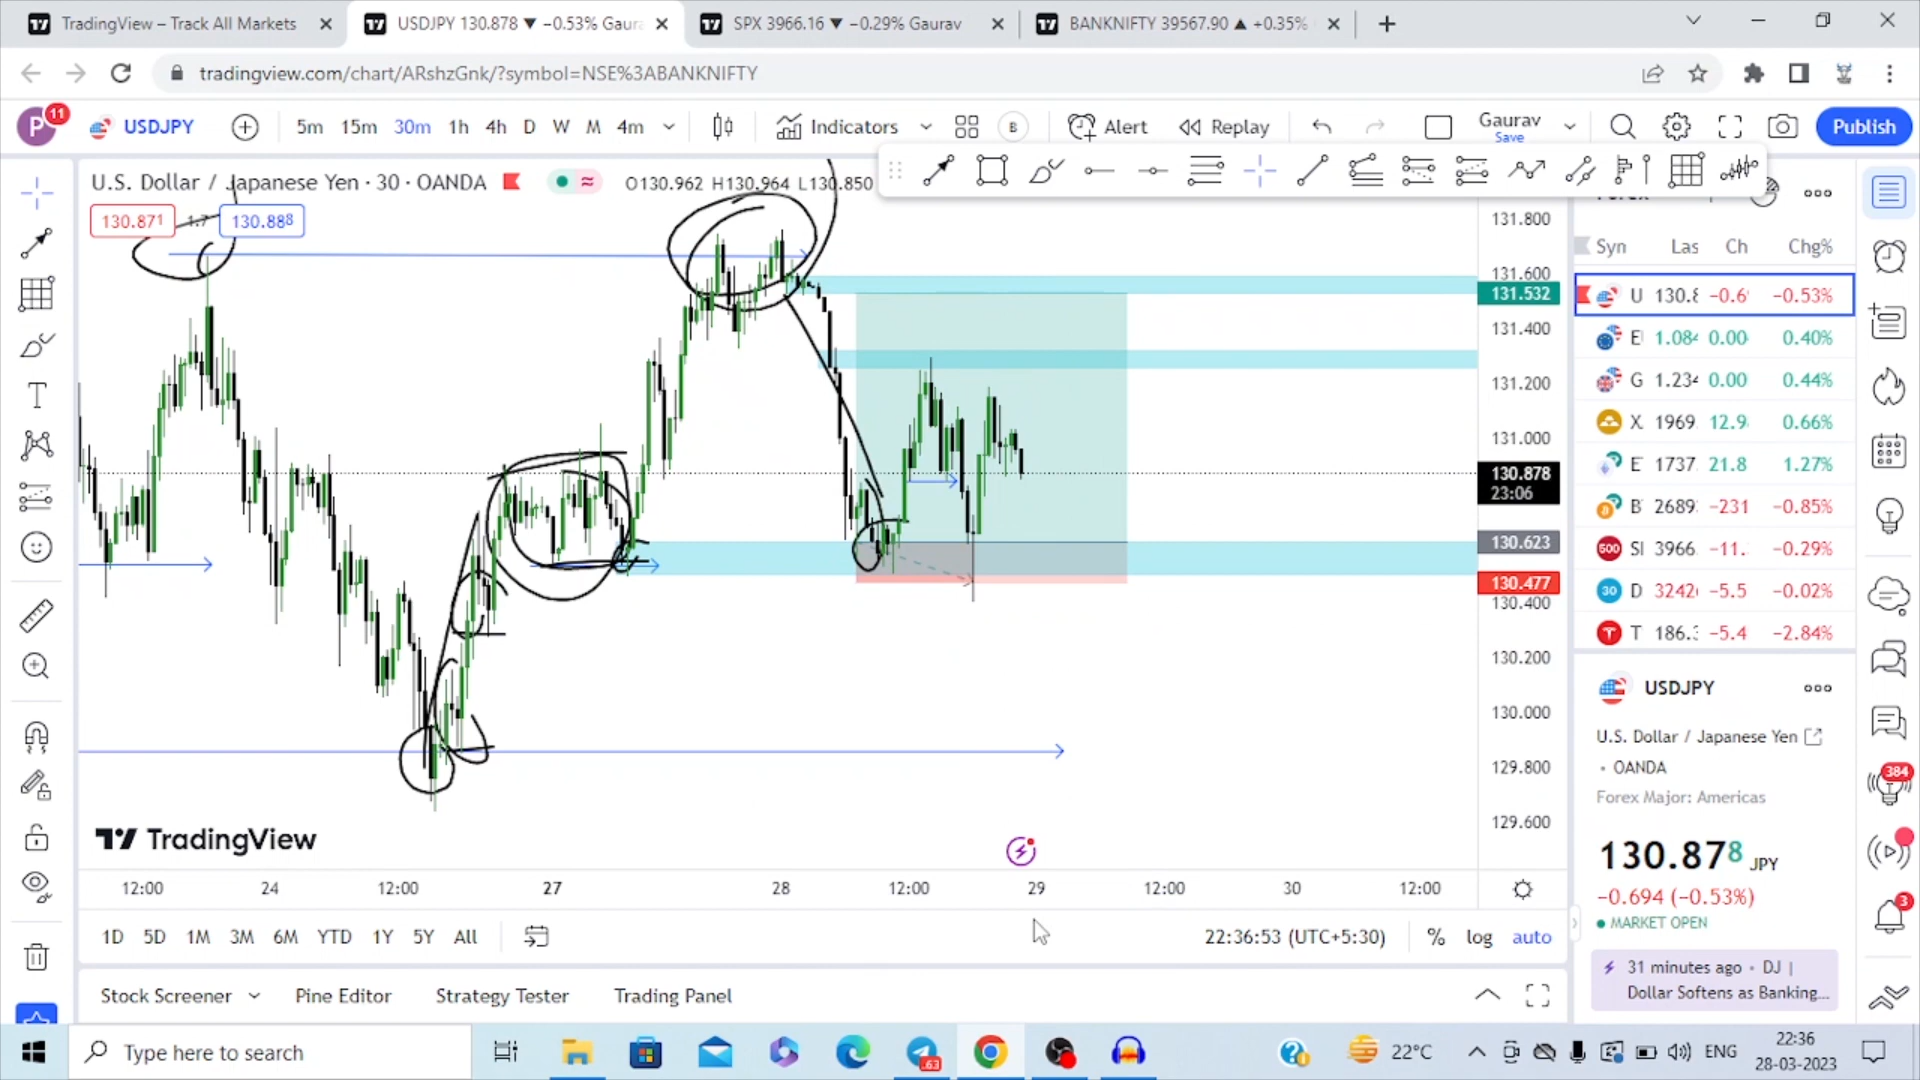 TradingView – Track All Markets
USDJPY 130.878 ▼ −0.53% Gaura
SPX 3966.16 ▼ −0.29% Gaurav
BANKNIFTY 39567.90 ▲ +0.35%
tradingview.com/chart/ARshzGnk/?symbol=NSE%3ABANKNIFTY
P 11
USDJPY
5m 15m 30m 1h 4h D W M 4m
Indicators
B
Alert
Replay
Gaurav
Save
Publish
U.S. Dollar / Japanese Yen · 30 · OANDA
O130.962 H130.964 L130.850
130.871 1.7 130.888
131.800
131.600
131.532
131.400
131.200
131.000
130.878
23:06
130.623
130.477
130.400
130.200
130.000
129.800
129.600
Syn Las Ch Chg%
U 130.8 −0.6 −0.53%
E 1.084 0.00 0.40%
G 1.234 0.00 0.44%
X 1969. 12.9 0.66%
E 1737. 21.8 1.27%
B 2689 −231 −0.85%
500 SI 3966. −11. −0.29%
30 D 3242 −5.5 −0.02%
T T 186.3 −5.4 −2.84%
USDJPY
U.S. Dollar / Japanese Yen
• OANDA
Forex Major: Americas
130.878 JPY
−0.694 (−0.53%)
MARKET OPEN
31 minutes ago • DJ |
Dollar Softens as Banking...
384
3
TradingView
12:00 24 12:00 27 28 12:00 29 12:00 30 12:00
1D 5D 1M 3M 6M YTD 1Y 5Y All
22:36:53 (UTC+5:30) % log auto
Stock Screener Pine Editor Strategy Tester Trading Panel
Type here to search
63
22°C
ENG
22:36
28-03-2023